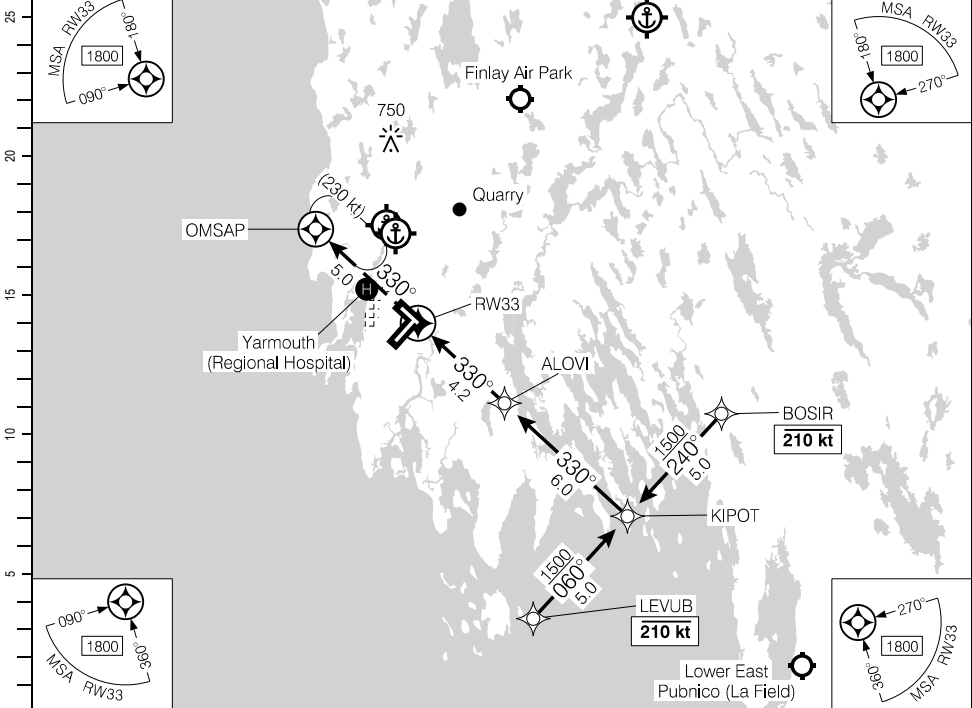 25
20
15
10
5
MSA RW33
180°
1800
090°
MSA RW33
180°
1800
270°
Finlay Air Park
750
Quarry
(230 kt)
OMSAP
5.0
330°
H
Yarmouth
(Regional Hospital)
RW33
330°
4.2
ALOVI
330°
6.0
BOSIR
210 kt
1500
240°
5.0
KIPOT
1500
060°
5.0
LEVUB
210 kt
Lower East
Pubnico (La Field)
090°
1800
360°
MSA RW33
270°
1800
360°
MSA RW33